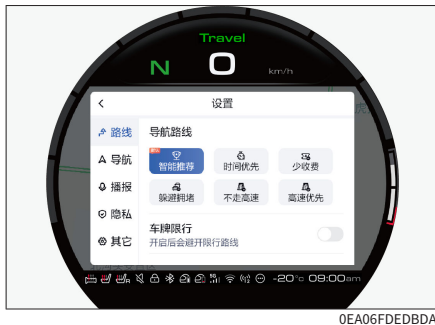 Travel
N 0 km/h
设置
路线
导航
播报
隐私
其它
导航路线
智能推荐 时间优先 少收费
躲避拥堵 不走高速 高速优先
车牌限行
开启后会避开限行路线
-20°C 09:00am
0EA06FDEDBDA